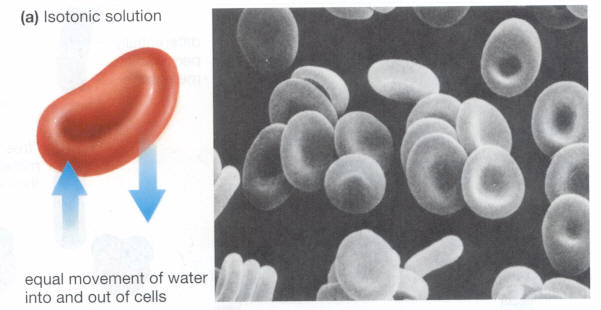 (a) Isotonic solution
equal movement of water
into and out of cells